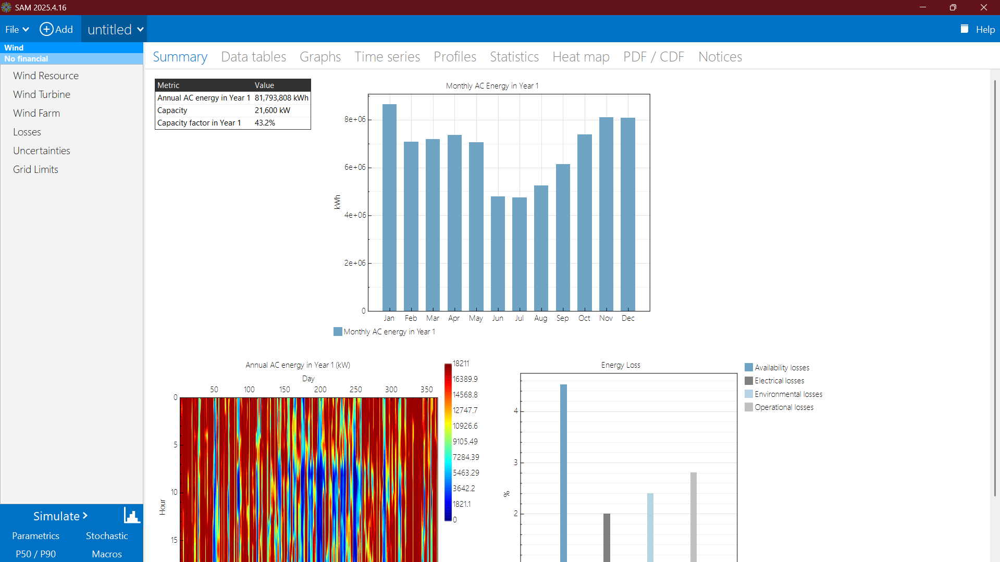 SAM 2025.4.16
File
Add
untitled
Help
Wind
No financial
Wind Resource
Wind Turbine
Wind Farm
Losses
Uncertainties
Grid Limits
Simulate >
Parametrics Stochastic
P50 / P90 Macros
Summary Data tables Graphs Time series Profiles Statistics Heat map PDF / CDF Notices
Metric Value
Annual AC energy in Year 1 81,793,808 kWh
Capacity 21,600 kW
Capacity factor in Year 1 43.2%
Monthly AC Energy in Year 1
8e+06
6e+06
4e+06
2e+06
0
kWh
Jan Feb Mar Apr May Jun Jul Aug Sep Oct Nov Dec
Monthly AC energy in Year 1
Annual AC energy in Year 1 (kW)
Day
50 100 150 200 250 300 350
0
5
10
15
Hour
18211
16389.9
14568.8
12747.7
10926.6
9105.49
7284.39
5463.29
3642.2
1821.1
0
Energy Loss
4
3
2
%
Availability losses
Electrical losses
Environmental losses
Operational losses